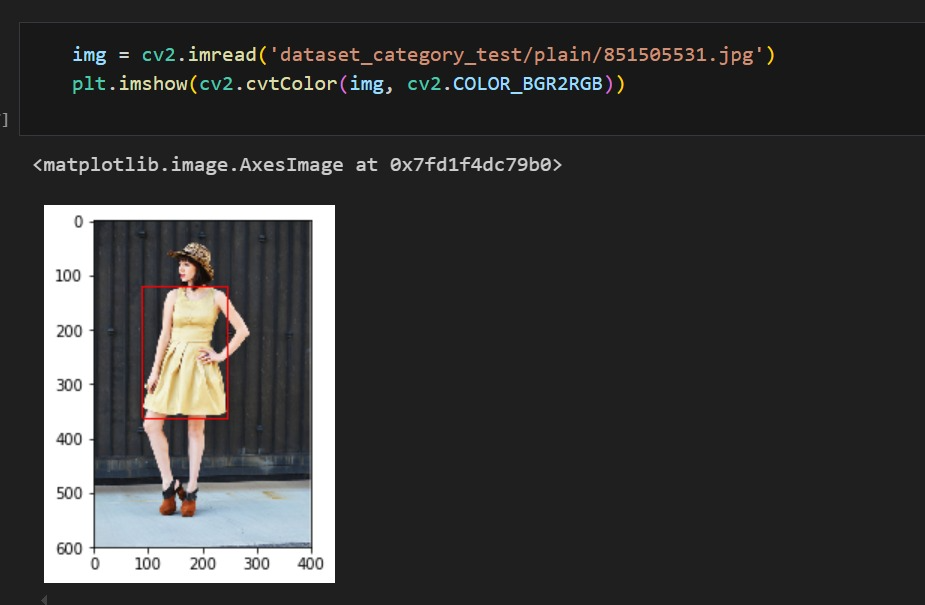 img = cv2.imread('dataset_category_test/plain/851505531.jpg')
plt.imshow(cv2.cvtColor(img, cv2.COLOR_BGR2RGB))
]
<matplotlib.image.AxesImage at 0x7fd1f4dc79b0>
0
100
200
300
400
500
600
0 100 200 300 400